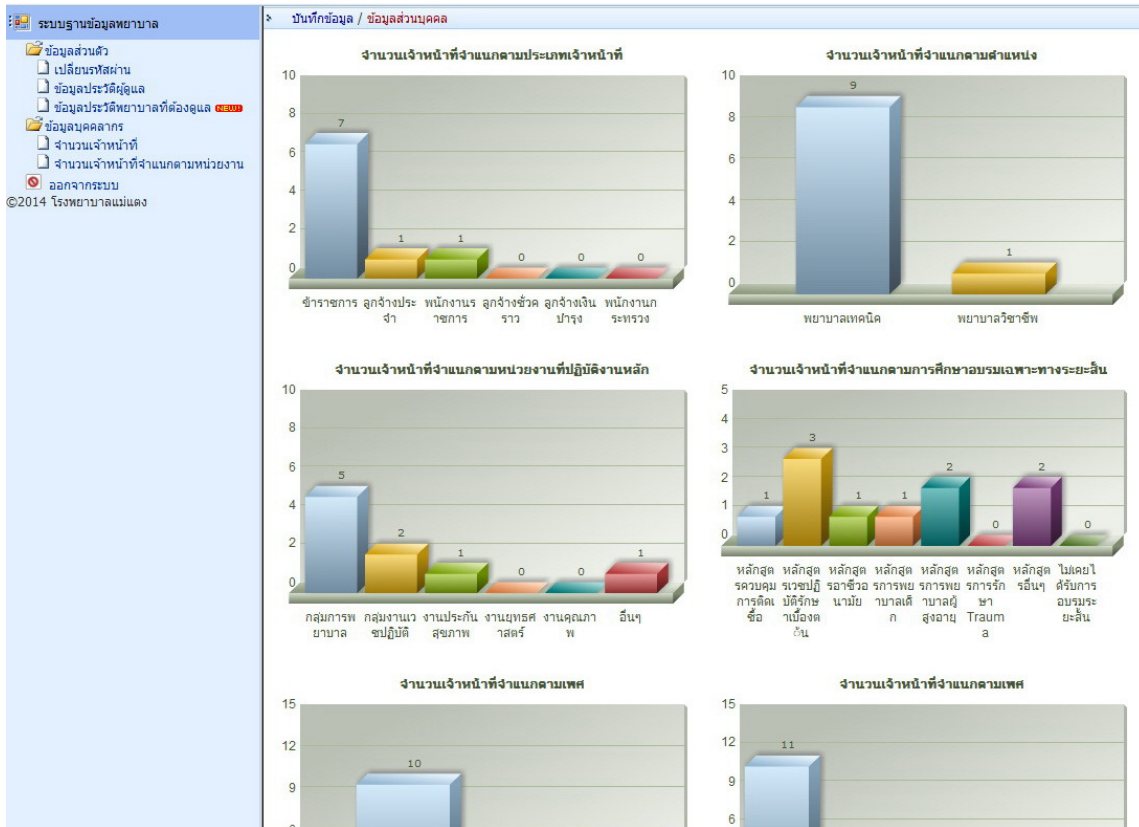 ระบบฐานข้อมูลพยาบาล
ข้อมูลส่วนตัว
เปลี่ยนรหัสผ่าน
ข้อมูลประวัติผู้ดูแล
ข้อมูลประวัติพยาบาลที่ต้องดูแล NEW!
ข้อมูลบุคคลากร
จำนวนเจ้าหน้าที่
จำนวนเจ้าหน้าที่จำแนกตามหน่วยงาน
ออกจากระบบ
©2014 โรงพยาบาลแม่แตง
บันทึกข้อมูล / ข้อมูลส่วนบุคคล
จำนวนเจ้าหน้าที่จำแนกตามประเภทเจ้าหน้าที่
10
8
6
4
2
0
7
1
1
0
0
0
ข้าราชการ ลูกจ้างประ พนักงานร ลูกจ้างชั่วค ลูกจ้างเงิน พนักงานก
จำ าชการ ราว บำรุง ระทรวง
จำนวนเจ้าหน้าที่จำแนกตามตำแหน่ง
10
8
6
4
2
0
9
1
พยาบาลเทคนิค พยาบาลวิชาชีพ
จำนวนเจ้าหน้าที่จำแนกตามหน่วยงานที่ปฏิบัติงานหลัก
10
8
6
4
2
0
5
2
1
0
0
1
กลุ่มการพ กลุ่มงานเว งานประกัน งานยุทธศ งานคุณภา อื่นๆ
ยาบาล ชปฏิบัติ สุขภาพ าสตร์ พ
จำนวนเจ้าหน้าที่จำแนกตามการศึกษาอบรมเฉพาะทางระยะสั้น
5
4
3
2
1
0
1
3
1
1
2
0
2
0
หลักสูต หลักสูต หลักสูต หลักสูต หลักสูต หลักสูต หลักสูต ไม่เคยไ
รควบคุม รเวชปฏิ รอาชีวอ รการพย รการพย รการรัก รอื่นๆ ด้รับการ
การติดเ บัติรักษ นามัย าบาลเด็ าบาลผู้ ษา อบรมระ
ชื้อ าเบื้องต ก สูงอายุ Traum ยะสั้น
้น a
จำนวนเจ้าหน้าที่จำแนกตามเพศ
15
12
9
10
จำนวนเจ้าหน้าที่จำแนกตามเพศ
15
12
9
6
11